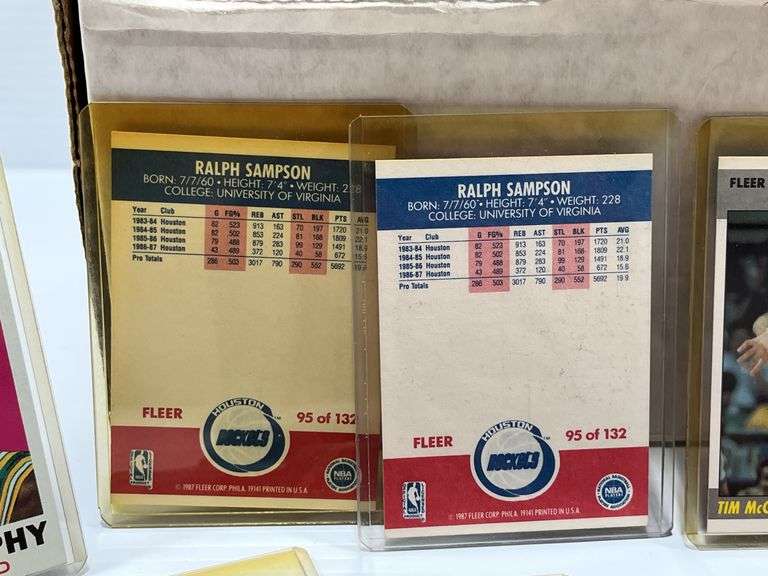 RALPH SAMPSON
BORN: 7/7/60 • HEIGHT: 7'4" • WEIGHT: 228
COLLEGE: UNIVERSITY OF VIRGINIA
Year Club G FG% REB AST STL BLK PTS AVG
1983-84 Houston 82 523 913 163 70 197 1720 21.0
1984-85 Houston 82 502 853 224 81 168 1809 22.1
1985-86 Houston 79 488 879 283 99 129 1491 18.9
1986-87 Houston 43 489 372 120 40 58 672 15.6
Pro Totals 286 503 3017 790 290 552 5692 19.9
FLEER
HOUSTON
ROCKETS
95 of 132
NBA
NBA
PLAYERS
© 1987 FLEER CORP. PHILA. 19141 PRINTED IN U.S.A.
RALPH SAMPSON
BORN: 7/7/60 • HEIGHT: 7'4" • WEIGHT: 228
COLLEGE: UNIVERSITY OF VIRGINIA
Year Club G FG% REB AST STL BLK PTS AVG
1983-84 Houston 82 523 913 163 70 197 1720 21.0
1984-85 Houston 82 502 853 224 81 168 1809 22.1
1985-86 Houston 79 488 879 283 99 129 1491 18.9
1986-87 Houston 43 489 372 120 40 58 672 15.6
Pro Totals 286 503 3017 790 290 552 5692 19.9
FLEER
HOUSTON
ROCKETS
95 of 132
NBA
NBA
PLAYERS
© 1987 FLEER CORP. PHILA. 19141 PRINTED IN U.S.A.
FLEER
TIM McC
PHY